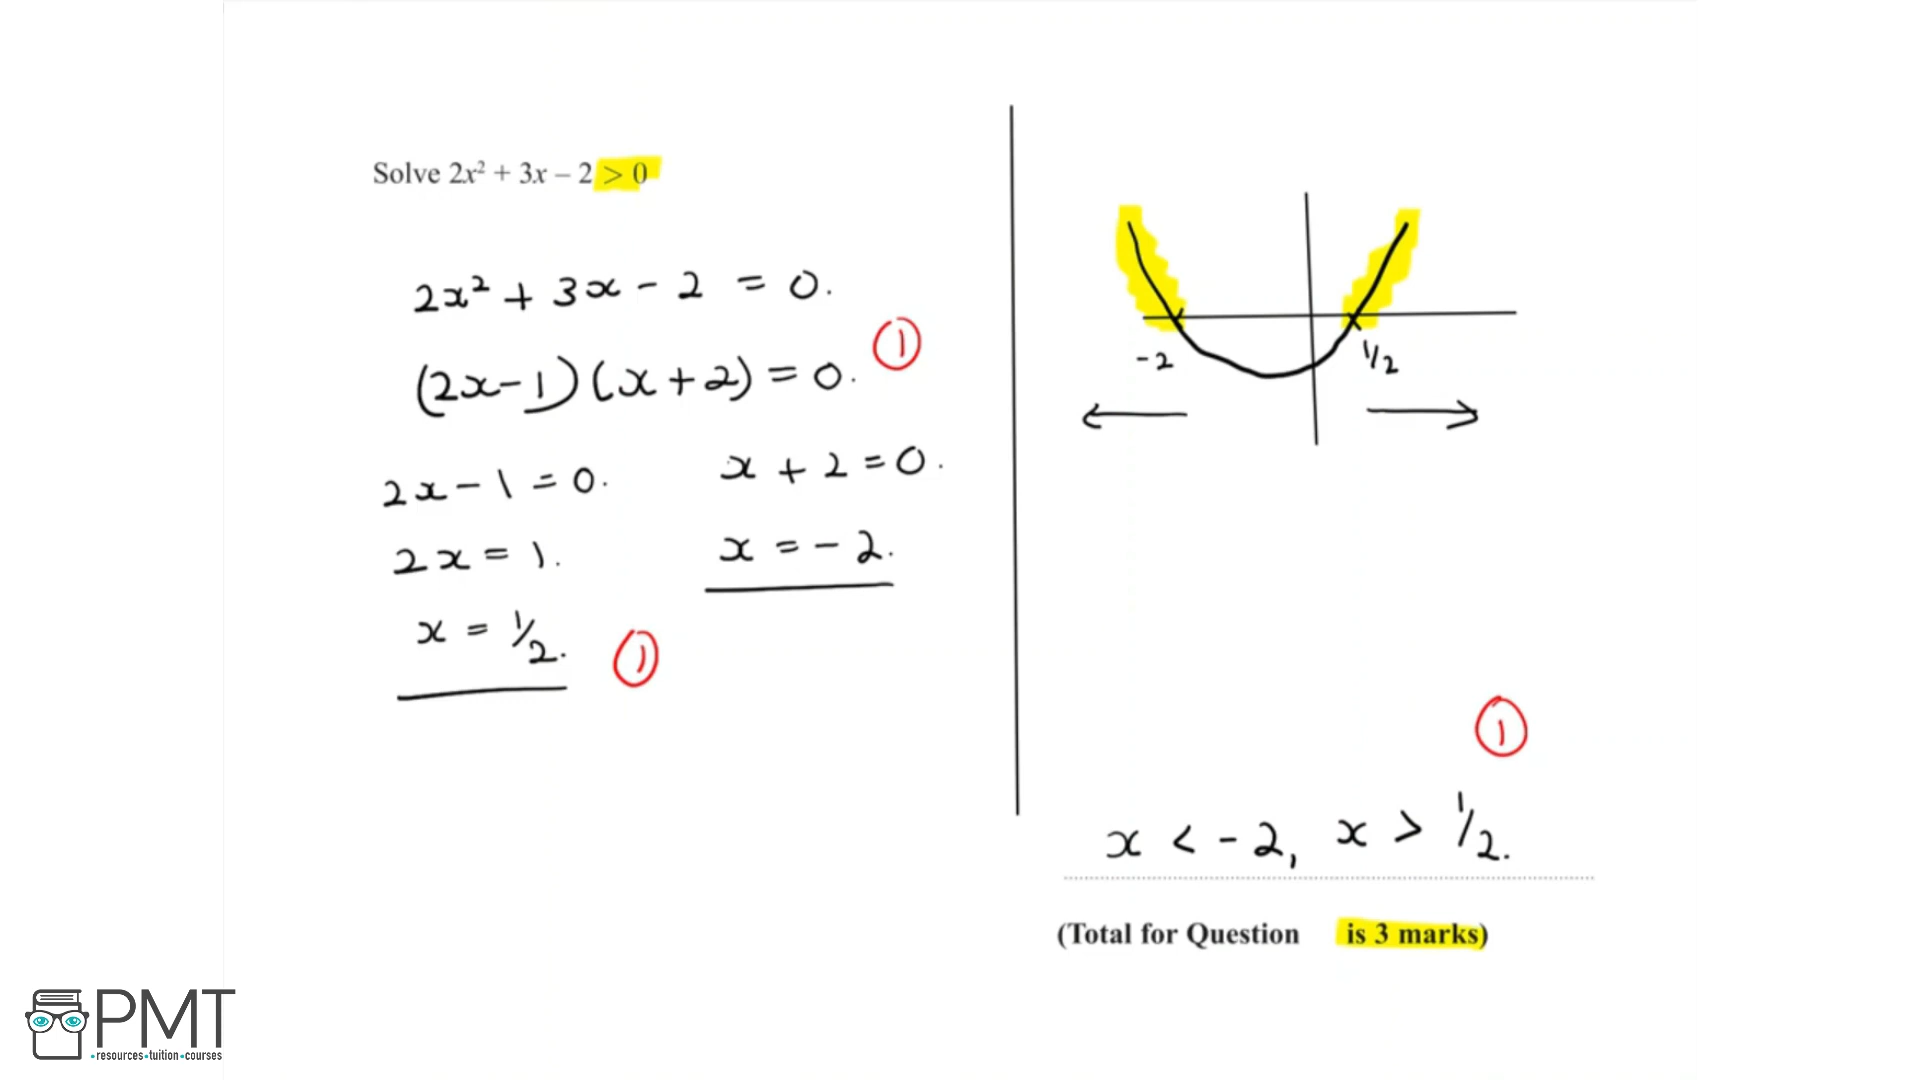 Solve 2x² + 3x – 2 > 0
2x² + 3x - 2 = 0.
(2x-1)(x+2) = 0.
①
2x - 1 = 0.
2x = 1.
x = 1/2.
①
x + 2 = 0.
x = - 2.
-2
1/2
①
x < -2, x > 1/2.
(Total for Question is 3 marks)
PMT
•resources•tuition•courses